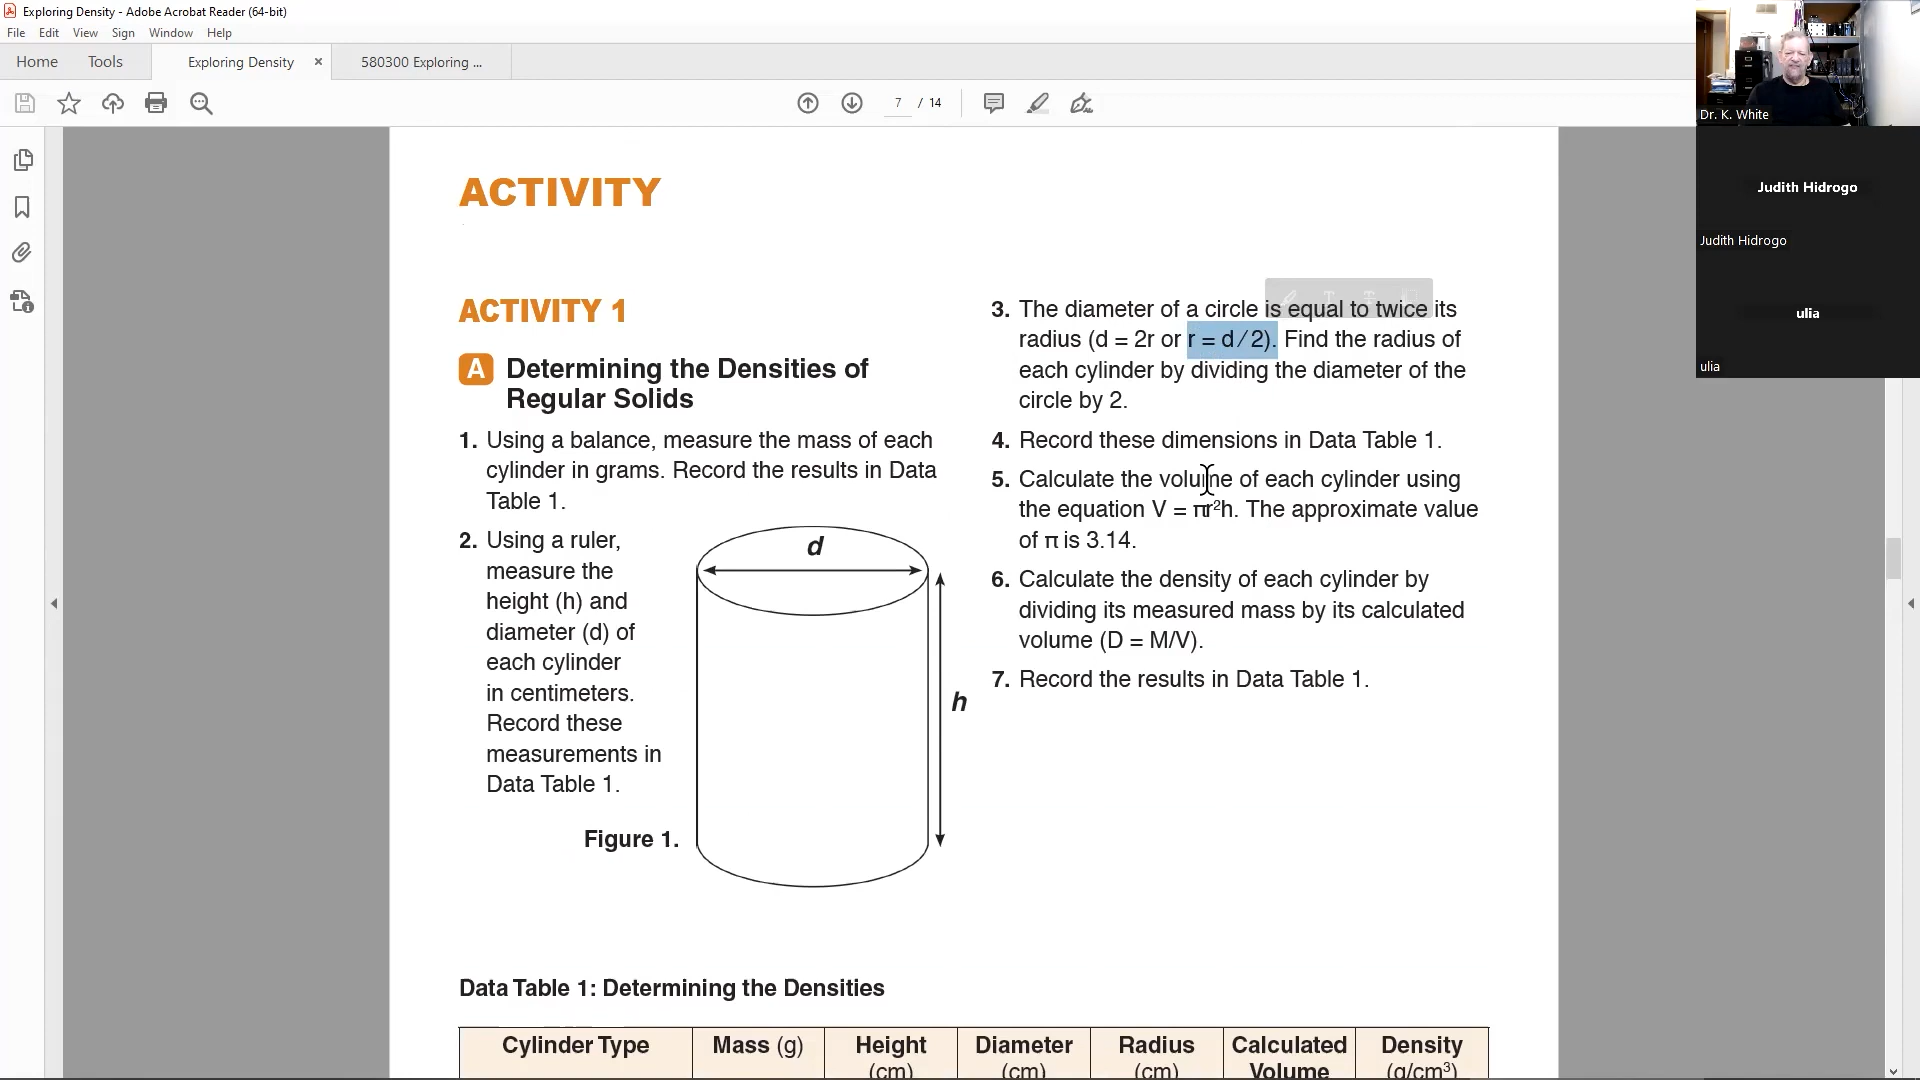 Exploring Density - Adobe Acrobat Reader (64-bit)
File Edit View Sign Window Help
Home Tools Exploring Density × 580300 Exploring ...
7 / 14
Dr. K. White
Judith Hidrogo
Judith Hidrogo
ulia
ulia
ACTIVITY
ACTIVITY 1
A Determining the Densities of
Regular Solids
1. Using a balance, measure the mass of each
cylinder in grams. Record the results in Data
Table 1.
2. Using a ruler,
measure the
height (h) and
diameter (d) of
each cylinder
in centimeters.
Record these
measurements in
Data Table 1.
d
h
Figure 1.
3. The diameter of a circle is equal to twice its
radius (d = 2r or r = d/2). Find the radius of
each cylinder by dividing the diameter of the
circle by 2.
4. Record these dimensions in Data Table 1.
5. Calculate the volume of each cylinder using
the equation V = πr²h. The approximate value
of π is 3.14.
6. Calculate the density of each cylinder by
dividing its measured mass by its calculated
volume (D = M/V).
7. Record the results in Data Table 1.
Data Table 1: Determining the Densities
Cylinder Type Mass (g) Height Diameter Radius Calculated Density
(cm) (cm) (cm) Volume (g/cm³)